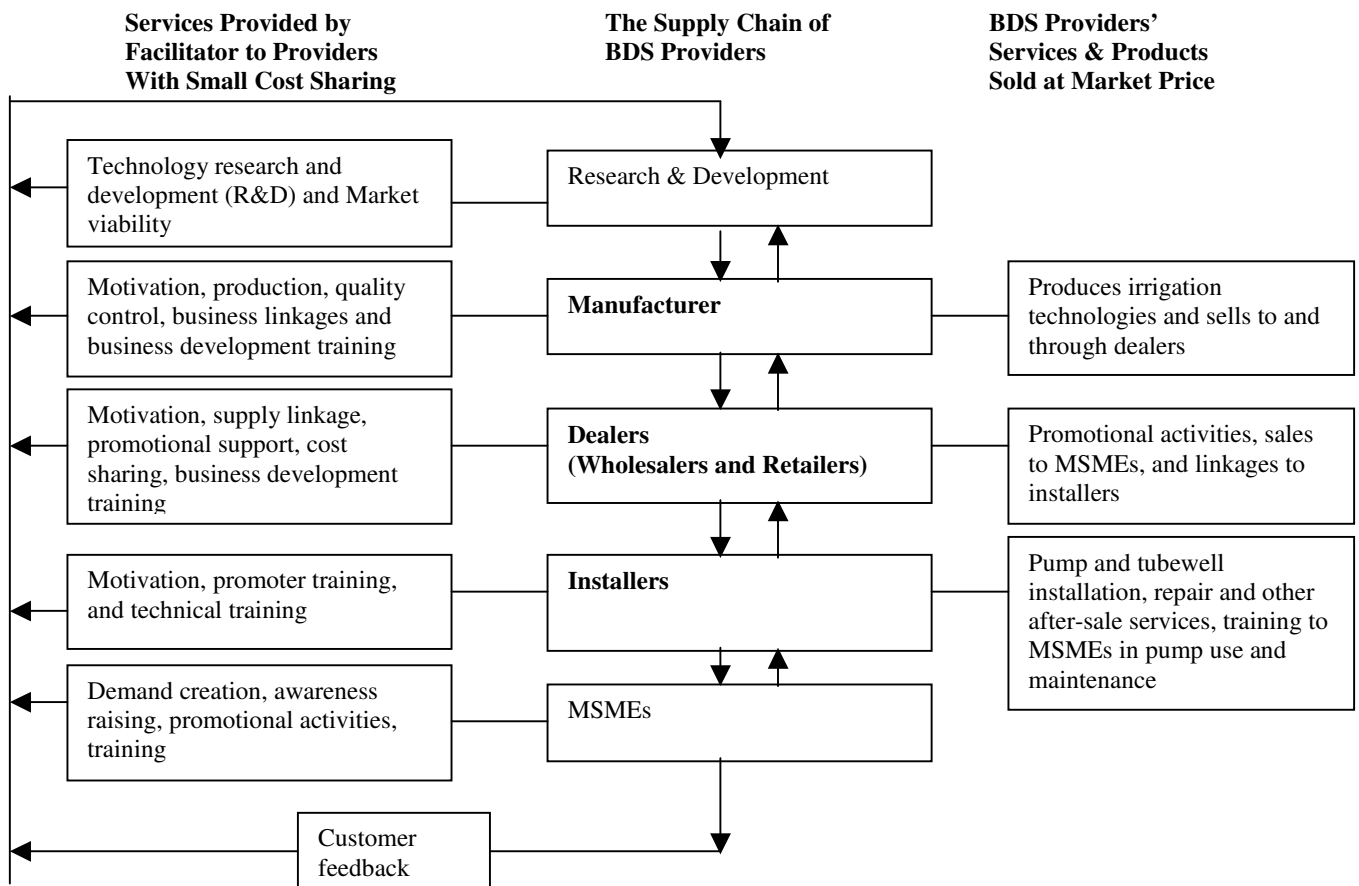 Services Provided by
Facilitator to Providers
With Small Cost Sharing
The Supply Chain of
BDS Providers
BDS Providers’
Services & Products
Sold at Market Price
Technology research and
development (R&D) and Market
viability
Research & Development
Motivation, production, quality
control, business linkages and
business development training
Manufacturer
Produces irrigation
technologies and sells to and
through dealers
Motivation, supply linkage,
promotional support, cost
sharing, business development
training
Dealers
(Wholesalers and Retailers)
Promotional activities, sales
to MSMEs, and linkages to
installers
Motivation, promoter training,
and technical training
Installers
Pump and tubewell
installation, repair and other
after-sale services, training to
MSMEs in pump use and
maintenance
Demand creation, awareness
raising, promotional activities,
training
MSMEs
Customer
feedback